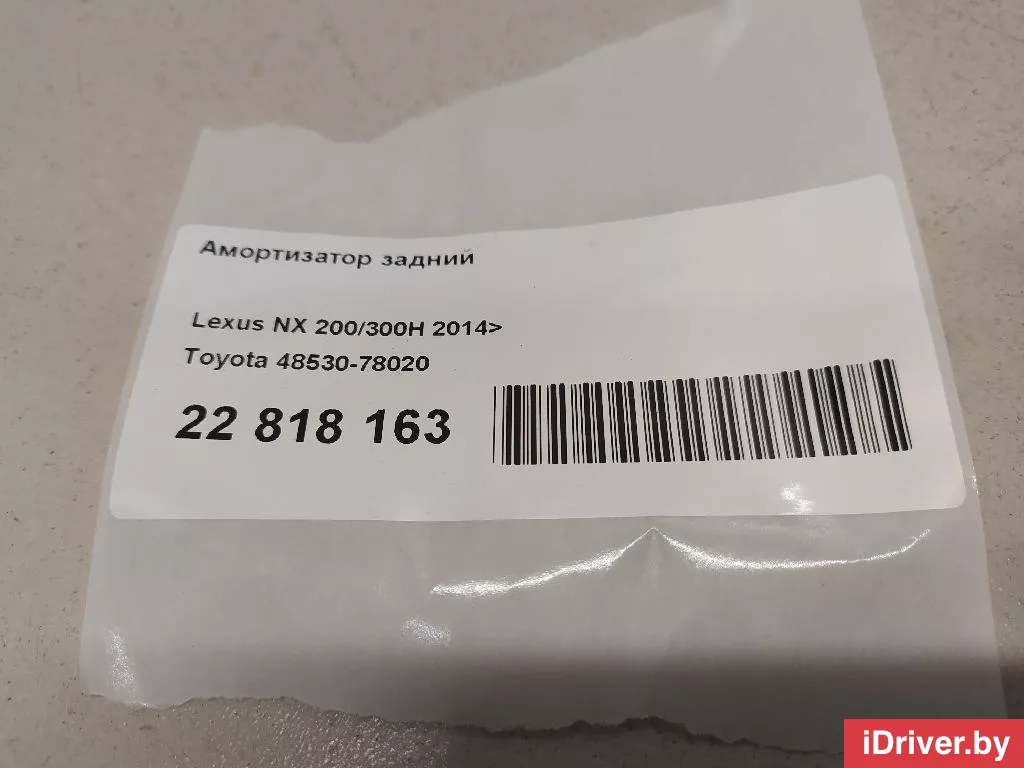 Амортизатор задний
Lexus NX 200/300H 2014>
Toyota 48530-78020
22 818 163
iDriver.by